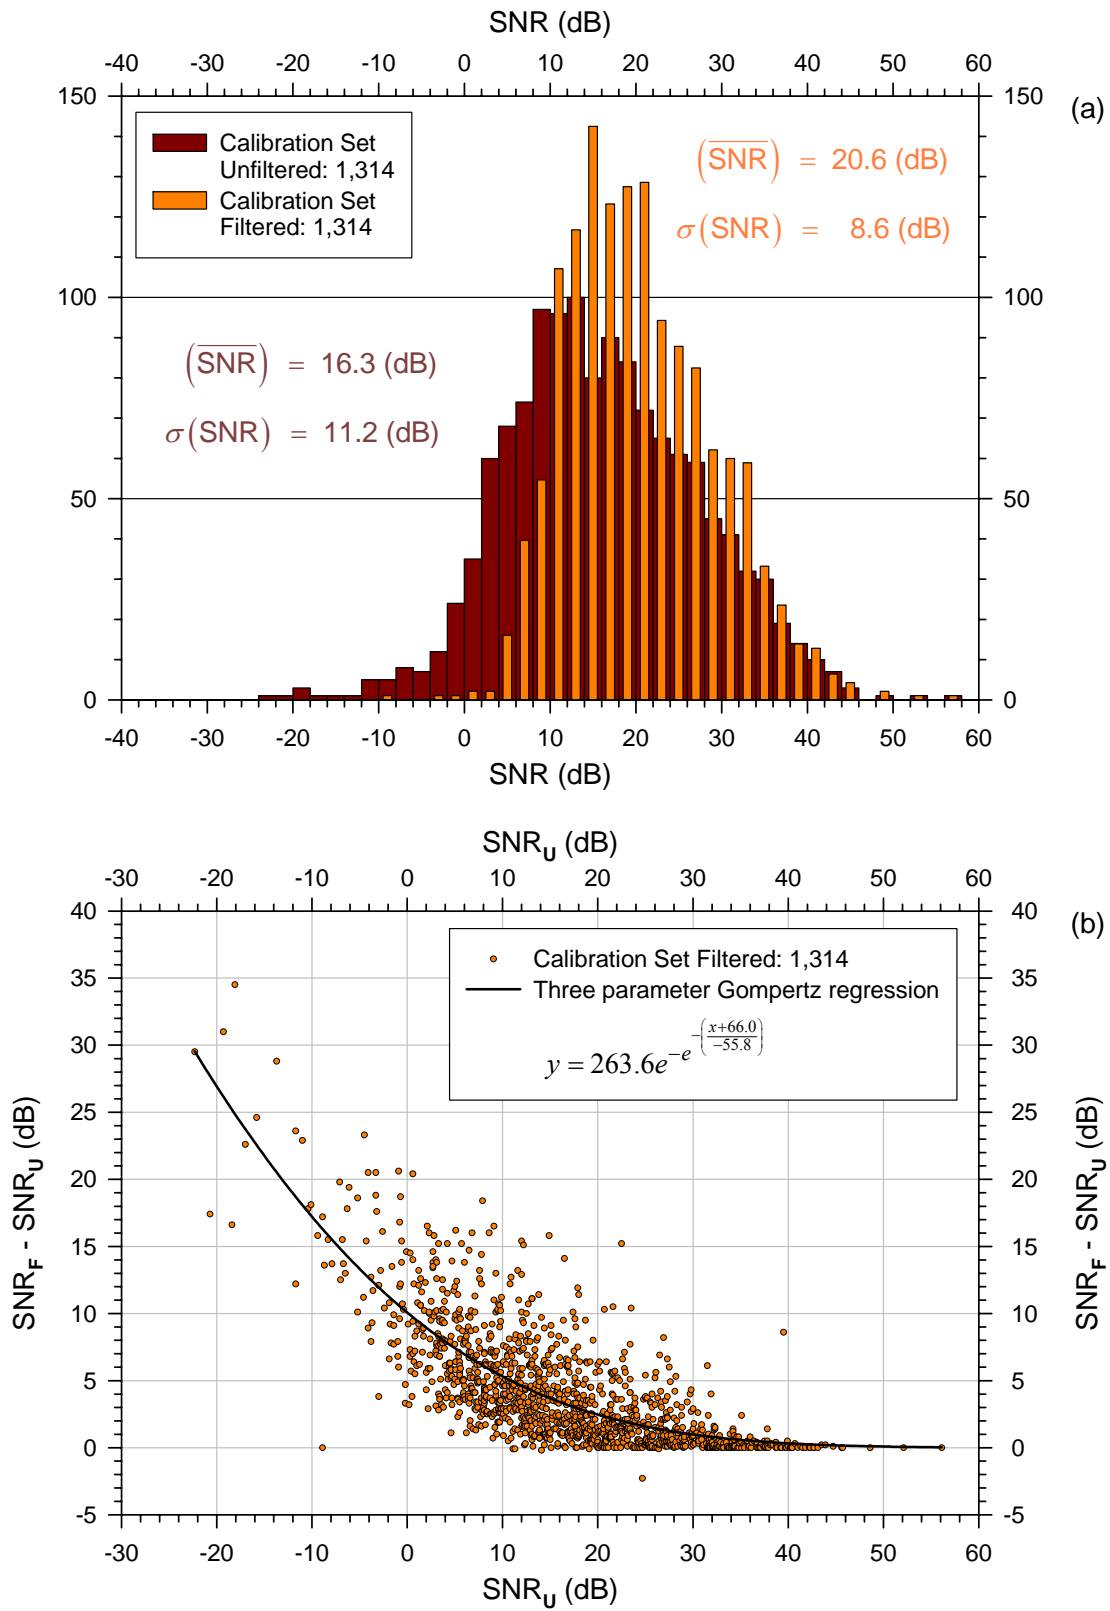 SNR (dB)
-40 -30 -20 -10 0 10 20 30 40 50 60
(a)
150 150
100 100
50 50
0 0
Calibration Set
Unfiltered: 1,314
Calibration Set
Filtered: 1,314
(SNR) = 20.6 (dB)
σ(SNR) = 8.6 (dB)
(SNR) = 16.3 (dB)
σ(SNR) = 11.2 (dB)
-40 -30 -20 -10 0 10 20 30 40 50 60
SNR (dB)
SNR_U (dB)
-30 -20 -10 0 10 20 30 40 50 60
(b)
40 40
35 35
30 30
25 25
20 20
15 15
10 10
5 5
0 0
-5 -5
SNR_F - SNR_U (dB)
Calibration Set Filtered: 1,314
Three parameter Gompertz regression
y = 263.6e^{-e^{-((x+66.0)/(-55.8))}}
SNR_F - SNR_U (dB)
-30 -20 -10 0 10 20 30 40 50 60
SNR_U (dB)